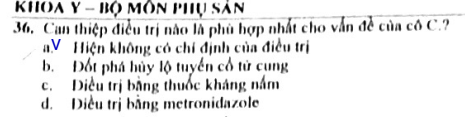 KHOA Y – BỘ MÔN PHỤ SẢN
36. Can thiệp điều trị nào là phù hợp nhất cho vấn đề của cô C.?
a.V Hiện không có chỉ định của điều trị
b. Đốt phá hủy lộ tuyến cổ tử cung
c. Điều trị bằng thuốc kháng nấm
d. Điều trị bằng metronidazole